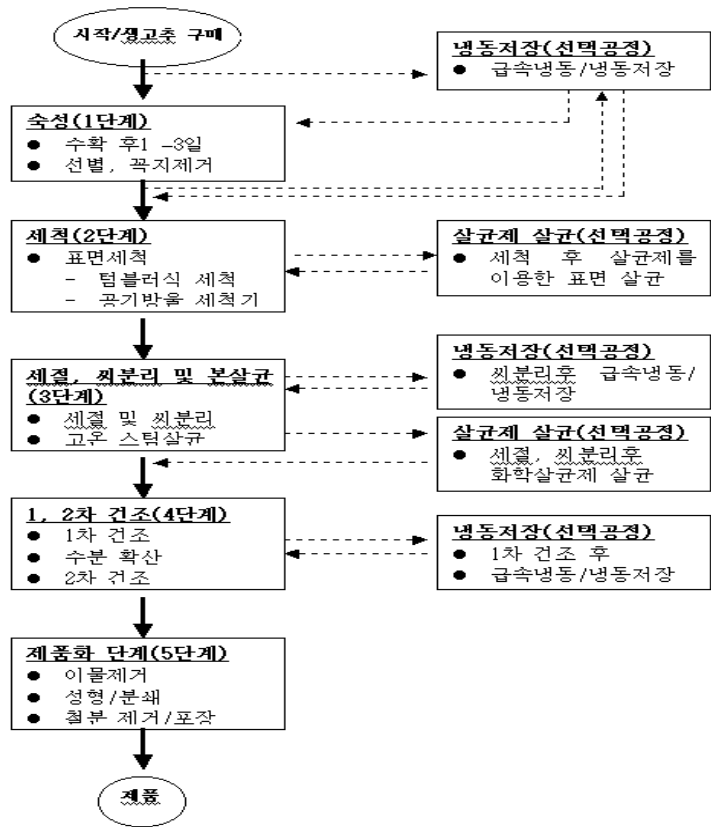 시작/생고추 구매
냉동저장(선택공정)
● 급속냉동/냉동저장
숙성(1단계)
● 수확 후1 –3일
● 선별, 꼭지제거
세척(2단계)
● 표면세척
- 텀블러식 세척
- 공기방울 세척기
살균제 살균(선택공정)
● 세척 후 살균제를
이용한 표면 살균
세절, 씨분리 및 본살균
(3단계)
● 세절 및 씨분리
● 고온 스팀살균
냉동저장(선택공정)
● 씨분리후 급속냉동/
냉동저장
살균제 살균(선택공정)
● 세절, 씨분리후
화학살균제 살균
1, 2차 건조(4단계)
● 1차 건조
● 수분 확산
● 2차 건조
냉동저장(선택공정)
● 1차 건조 후
● 급속냉동/냉동저장
제품화 단계(5단계)
● 이물제거
● 성형/분쇄
● 철분 제거/포장
제품